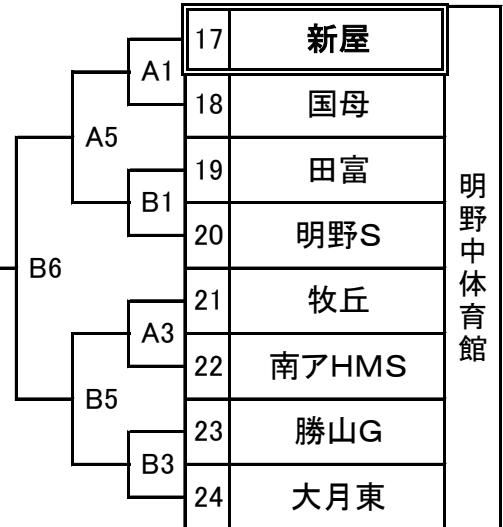 17 新屋
A1
18 国母
A5
19 田富
B1
20 明野S
B6
21 牧丘
A3
22 南アHMS
B5
23 勝山G
B3
24 大月東
明野中体育館